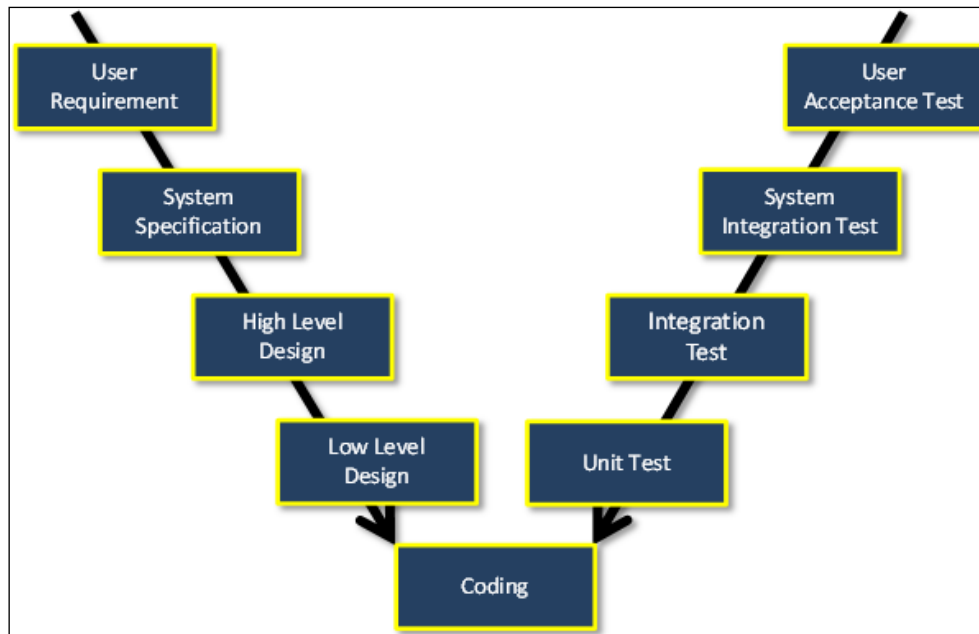 User
Requirement
User
Acceptance Test
System
Specification
System
Integration Test
High Level
Design
Integration
Test
Low Level
Design
Unit Test
Coding